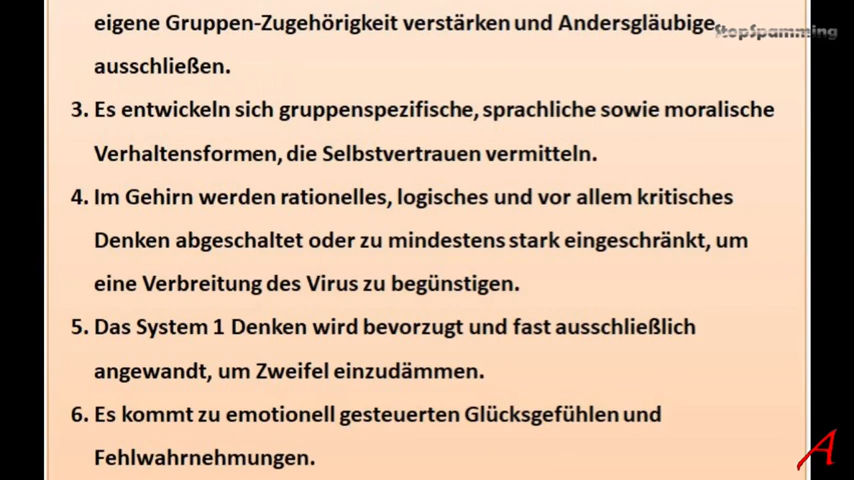 eigene Gruppen-Zugehörigkeit verstärken und Andersgläubige
StopSpamming
ausschließen.
3. Es entwickeln sich gruppenspezifische, sprachliche sowie moralische
Verhaltensformen, die Selbstvertrauen vermitteln.
4. Im Gehirn werden rationelles, logisches und vor allem kritisches
Denken abgeschaltet oder zu mindestens stark eingeschränkt, um
eine Verbreitung des Virus zu begünstigen.
5. Das System 1 Denken wird bevorzugt und fast ausschließlich
angewandt, um Zweifel einzudämmen.
6. Es kommt zu emotionell gesteuerten Glücksgefühlen und
Fehlwahrnehmungen.
A